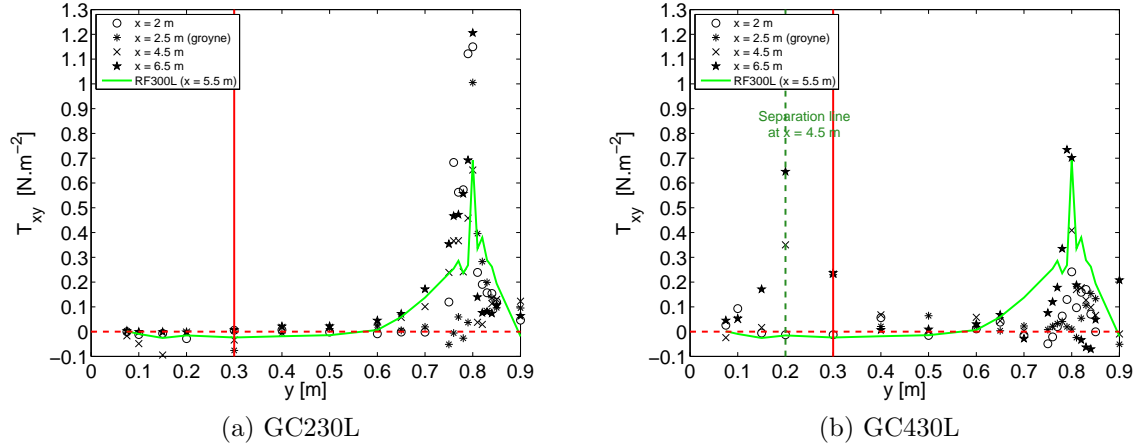 1.3
1.2
1.1
1
0.9
0.8
0.7
0.6
0.5
0.4
0.3
0.2
0.1
0
−0.1
T_xy [N.m⁻²]
x = 2 m
x = 2.5 m (groyne)
x = 4.5 m
x = 6.5 m
RF300L (x = 5.5 m)
0 0.1 0.2 0.3 0.4 0.5 0.6 0.7 0.8 0.9
y [m]
(a) GC230L
1.3
1.2
1.1
1
0.9
0.8
0.7
0.6
0.5
0.4
0.3
0.2
0.1
0
−0.1
T_xy [N.m⁻²]
x = 2 m
x = 2.5 m (groyne)
x = 4.5 m
x = 6.5 m
RF300L (x = 5.5 m)
Separation line
at x = 4.5 m
0 0.1 0.2 0.3 0.4 0.5 0.6 0.7 0.8 0.9
y [m]
(b) GC430L